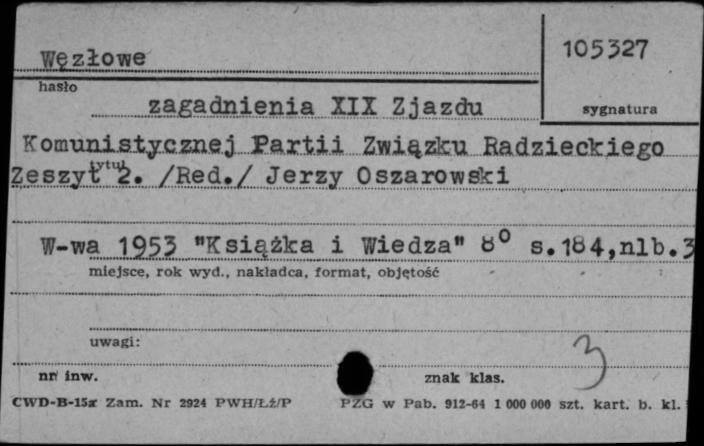 Węzłowe
105327
hasło
zagadnienia XIX Zjazdu
sygnatura
Komunistycznej Partii Związku Radzieckiego
tytuł
Zeszyt 2. /Red./ Jerzy Oszarowski
W-wa 1953 "Książka i Wiedza" 8° s.184,nlb.3
miejsce, rok wyd., nakładca, format, objętość
uwagi:
3
nr inw.
znak klas.
CWD-B-15a Zam. Nr 2924 PWH/Łź/P PZG w Pab. 912-64 1 000 000 szt. kart. b. kl.